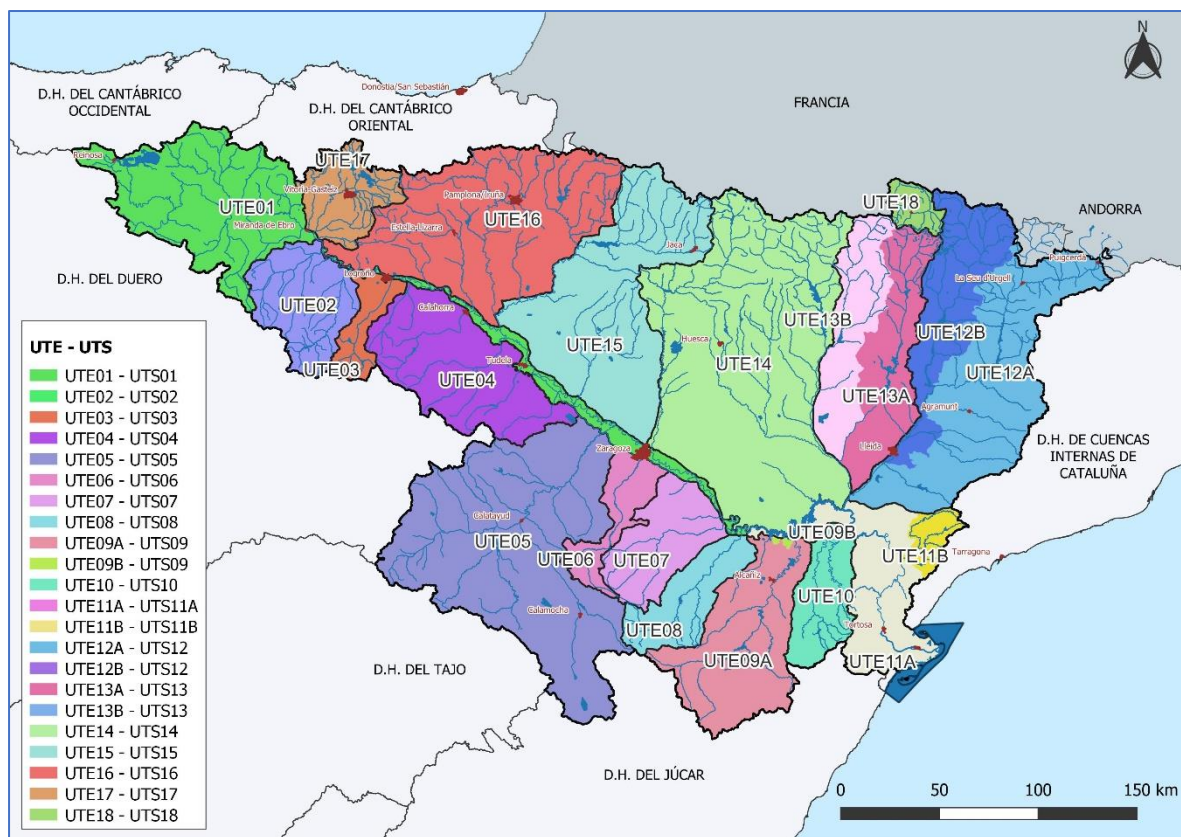 N
D.H. DEL CANTÁBRICO
OCCIDENTAL
Donostia/San Sebastián
D.H. DEL CANTÁBRICO
ORIENTAL
FRANCIA
Reinosa
UTE17
Vitoria-Gasteiz
UTE01
Pamplona/Iruña
UTE16
Estella-Lizarra
Miranda de Ebro
UTE18
ANDORRA
Puigcerdà
Jaca
La Seu d'Urgell
D.H. DEL DUERO
Logroño
UTE02
Calahorra
UTE03
UTE04
Tudela
UTE15
Huesca
UTE14
UTE13B
UTE12B
UTE12A
UTE13A
Agramunt
Lleida
D.H. DE CUENCAS
INTERNAS DE
CATALUÑA
Zaragoza
Calatayud
UTE05
UTE06
UTE07
UTE09B
UTE11B
Tarragona
Alcañiz
UTE10
Calamocha
UTE08
Tortosa
UTE09A
UTE11A
D.H. DEL TAJO
D.H. DEL JÚCAR
UTE - UTS
UTE01 - UTS01
UTE02 - UTS02
UTE03 - UTS03
UTE04 - UTS04
UTE05 - UTS05
UTE06 - UTS06
UTE07 - UTS07
UTE08 - UTS08
UTE09A - UTS09
UTE09B - UTS09
UTE10 - UTS10
UTE11A - UTS11A
UTE11B - UTS11B
UTE12A - UTS12
UTE12B - UTS12
UTE13A - UTS13
UTE13B - UTS13
UTE14 - UTS14
UTE15 - UTS15
UTE16 - UTS16
UTE17 - UTS17
UTE18 - UTS18
0 50 100 150 km